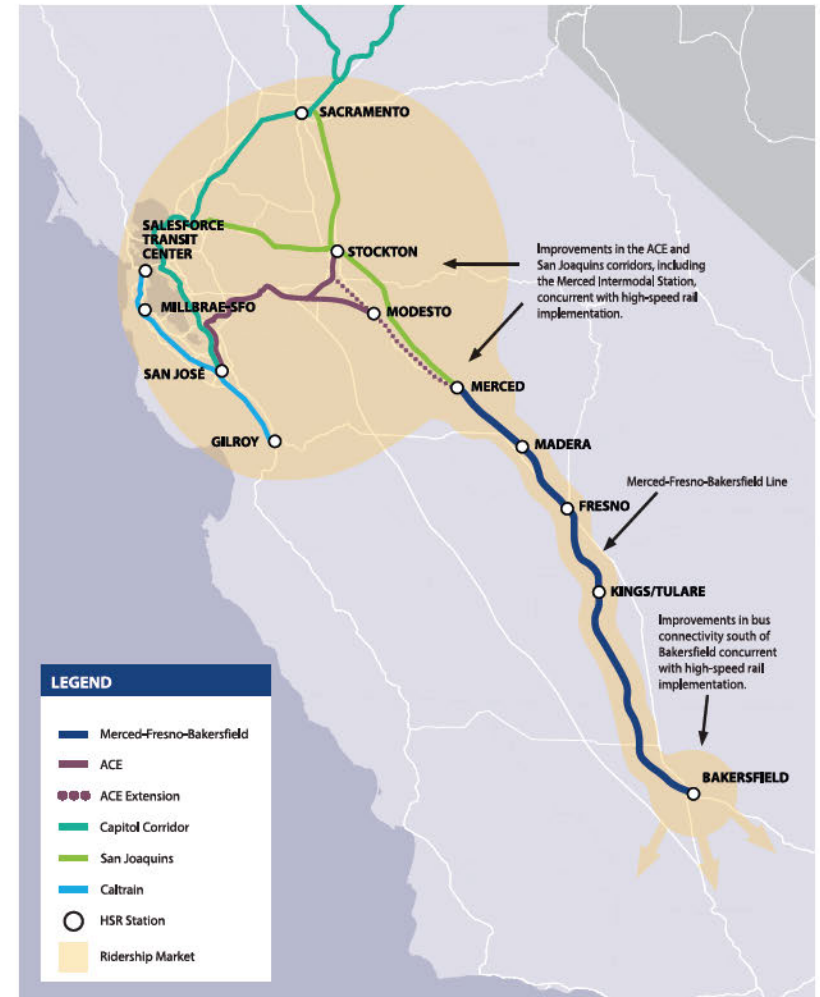 SACRAMENTO
SALESFORCE
TRANSIT
CENTER
STOCKTON
Improvements in the ACE and
San Joaquins corridors, including
the Merced Intermodal Station,
concurrent with high-speed rail
implementation.
MILLBRAE-SFO
MODESTO
SAN JOSÉ
MERCED
GILROY
MADERA
Merced-Fresno-Bakersfield Line
FRESNO
KINGS/TULARE
Improvements in bus
connectivity south of
Bakersfield concurrent
with high-speed rail
implementation.
BAKERSFIELD
LEGEND
Merced-Fresno-Bakersfield
ACE
ACE Extension
Capitol Corridor
San Joaquins
Caltrain
HSR Station
Ridership Market